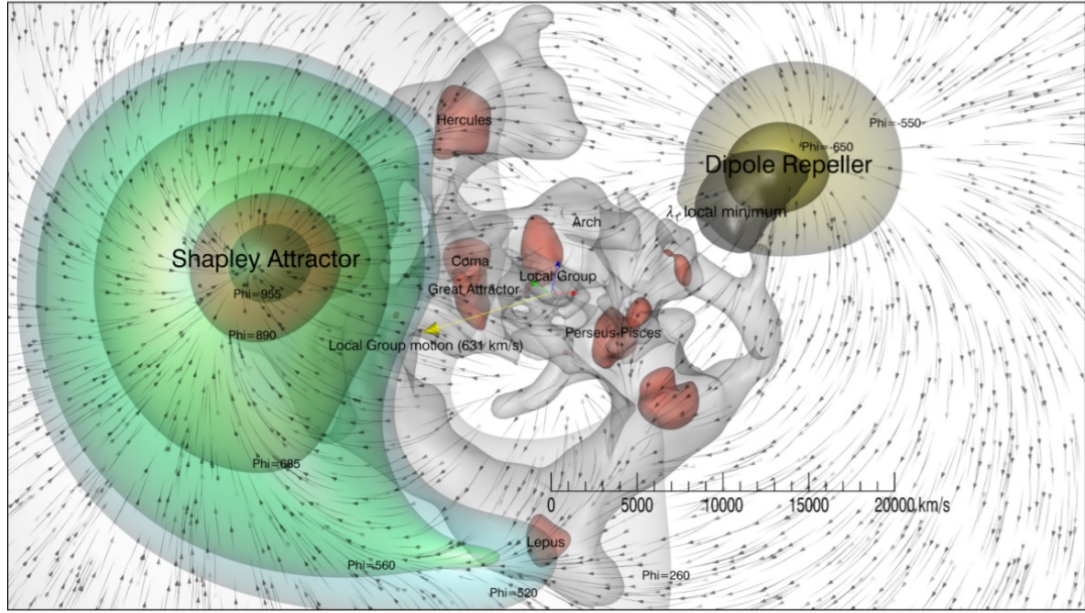 Phi=-550
Hercules
Phi=-650
Dipole Repeller
λ_r local minimum
Arch
Shapley Attractor
Coma
Local Group
Great Attractor
Phi=955
Phi=890
Perseus-Pisces
Local Group motion (631 km/s)
Phi=685
0 5000 10000 15000 20000 km/s
Lepus
Phi=560
Phi=260
Phi=520